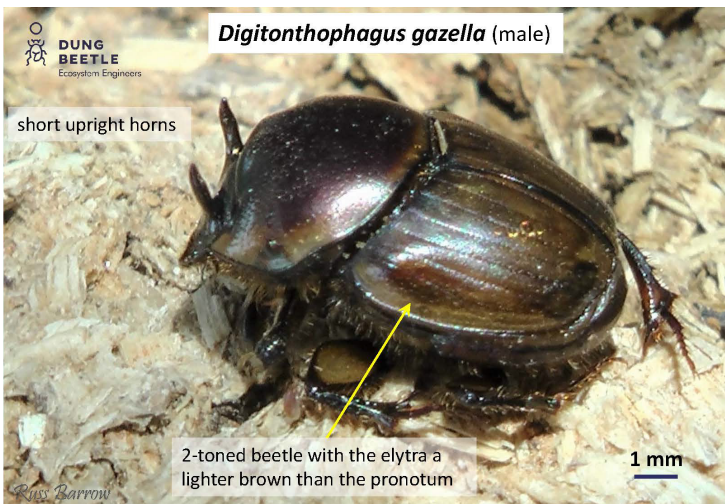 Digitonthophagus gazella (male)
DUNG
BEETLE
Ecosystem Engineers
short upright horns
2-toned beetle with the elytra a
lighter brown than the pronotum
1 mm
Russ Barrow